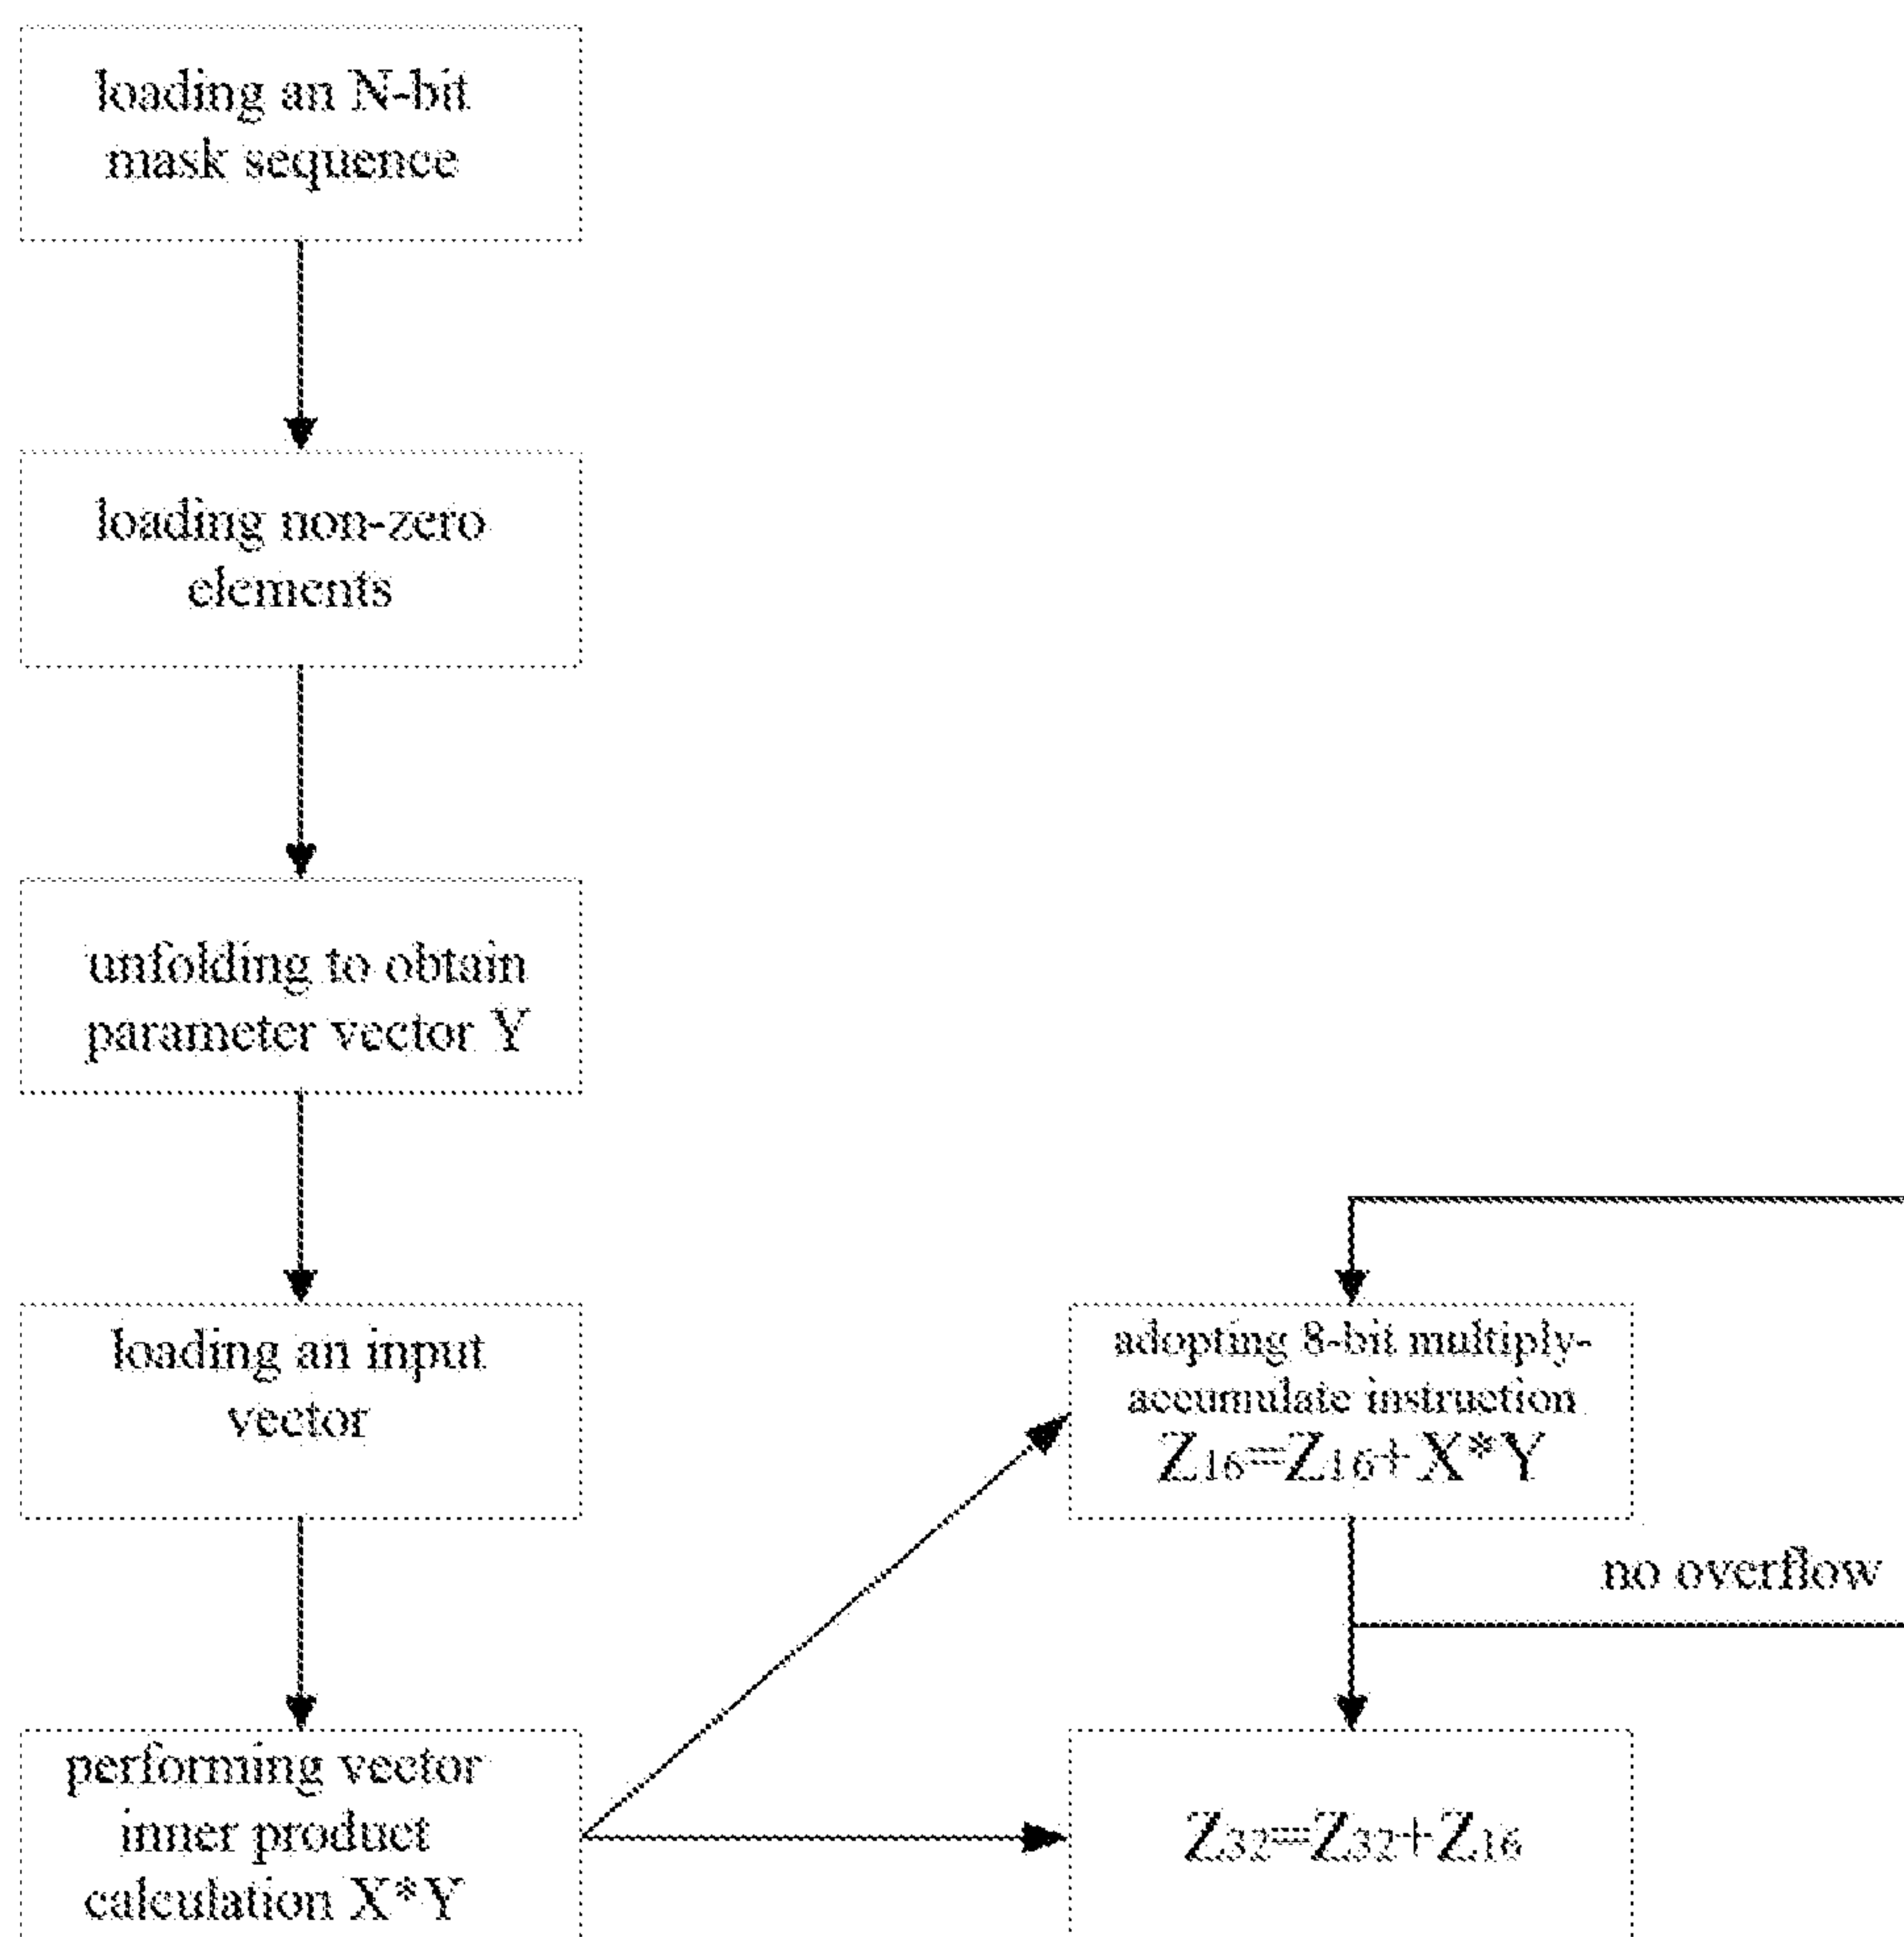 loading an N-bit
mask sequence
loading non-zero
elements
unfolding to obtain
parameter vector Y
loading an input
vector
performing vector
inner product
calculation X*Y
adopting 8-bit multiply-
accumulate instruction
Z16=Z16+X*Y
no overflow
Z32=Z32+Z16